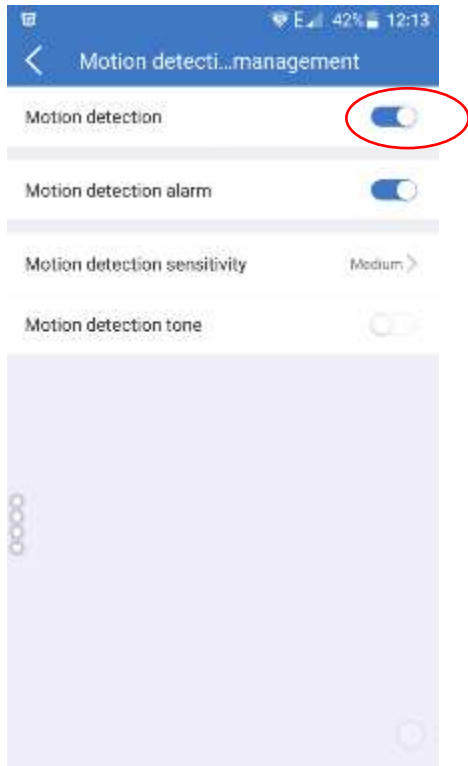 E 42% 12:13
Motion detecti...management
Motion detection
Motion detection alarm
Motion detection sensitivity Medium
Motion detection tone